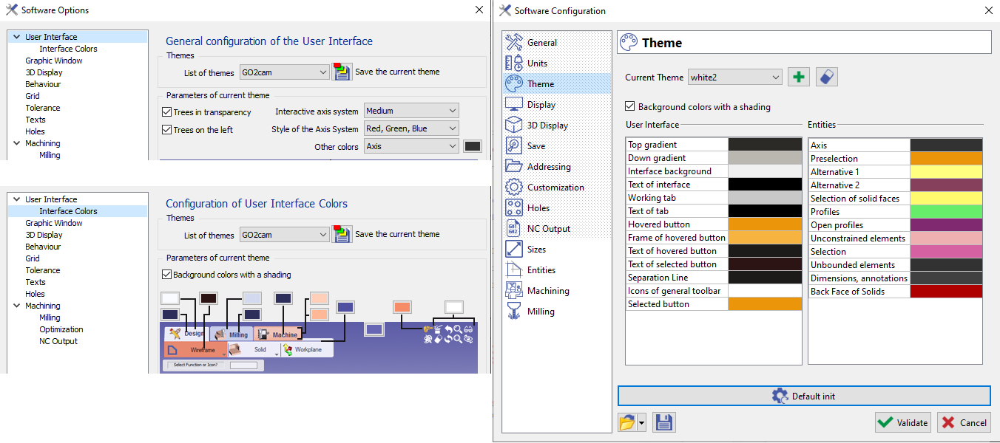 Software Options
User Interface
Interface Colors
Graphic Window
3D Display
Behaviour
Grid
Tolerance
Texts
Holes
Machining
Milling
General configuration of the User Interface
Themes
List of themes GO2cam Save the current theme
Parameters of current theme
Trees in transparency Interactive axis system Medium
Trees on the left Style of the Axis System Red, Green, Blue
Other colors Axis
User Interface
Interface Colors
Graphic Window
3D Display
Behaviour
Grid
Tolerance
Texts
Holes
Machining
Milling
Optimization
NC Output
Configuration of User Interface Colors
Themes
List of themes GO2cam Save the current theme
Parameters of current theme
Background colors with a shading
Design Milling Machine
Wireframe Solid Workplane
Select Function or Icon?
Software Configuration
General
Units
Theme
Display
3D Display
Save
Addressing
Customization
Holes
G01
G02
NC Output
Sizes
Entities
Machining
Milling
Theme
Current Theme white2
Background colors with a shading
User Interface
Top gradient
Down gradient
Interface background
Text of interface
Working tab
Text of tab
Hovered button
Frame of hovered button
Text of hovered button
Text of selected button
Separation Line
Icons of general toolbar
Selected button
Entities
Axis
Preselection
Alternative 1
Alternative 2
Selection of solid faces
Profiles
Open profiles
Unconstrained elements
Selection
Unbounded elements
Dimensions, annotations
Back Face of Solids
Default init
Validate
Cancel